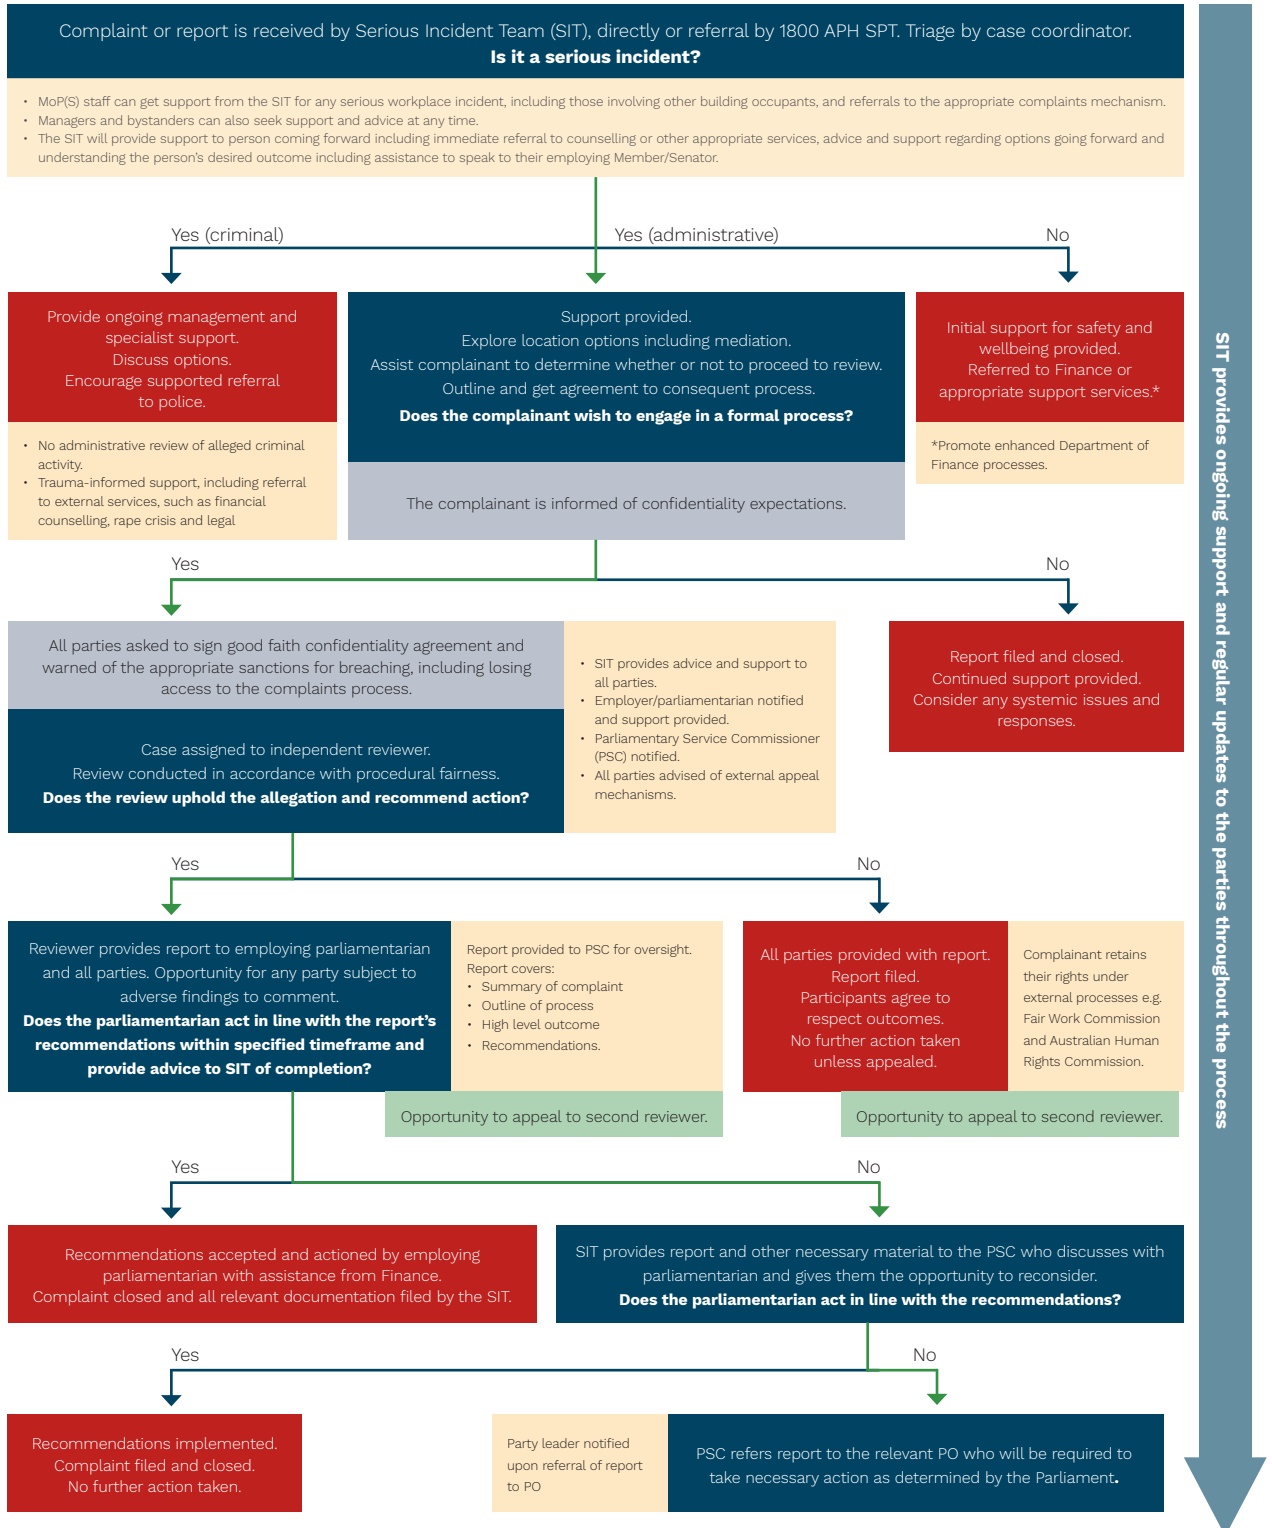 Complaint or report is received by Serious Incident Team (SIT), directly or referral by 1800 APH SPT. Triage by case coordinator.
Is it a serious incident?
• MoP(S) staff can get support from the SIT for any serious workplace incident, including those involving other building occupants, and referrals to the appropriate complaints mechanism.
• Managers and bystanders can also seek support and advice at any time.
• The SIT will provide support to person coming forward including immediate referral to counselling or other appropriate services, advice and support regarding options going forward and
understanding the person's desired outcome including assistance to speak to their employing Member/Senator.
Yes (criminal)
Yes (administrative)
No
Provide ongoing management and
specialist support.
Discuss options.
Encourage supported referral
to police.
• No administrative review of alleged criminal
activity.
• Trauma-informed support, including referral
to external services, such as financial
counselling, rape crisis and legal
Support provided.
Explore location options including mediation.
Assist complainant to determine whether or not to proceed to review.
Outline and get agreement to consequent process.
Does the complainant wish to engage in a formal process?
The complainant is informed of confidentiality expectations.
Initial support for safety and
wellbeing provided.
Referred to Finance or
appropriate support services.*
*Promote enhanced Department of
Finance processes.
Yes
No
All parties asked to sign good faith confidentiality agreement and
warned of the appropriate sanctions for breaching, including losing
access to the complaints process.
Case assigned to independent reviewer.
Review conducted in accordance with procedural fairness.
Does the review uphold the allegation and recommend action?
• SIT provides advice and support to
all parties.
• Employer/parliamentarian notified
and support provided.
• Parliamentary Service Commissioner
(PSC) notified.
• All parties advised of external appeal
mechanisms.
Report filed and closed.
Continued support provided.
Consider any systemic issues and
responses.
Yes
No
Reviewer provides report to employing parliamentarian
and all parties. Opportunity for any party subject to
adverse findings to comment.
Does the parliamentarian act in line with the report's
recommendations within specified timeframe and
provide advice to SIT of completion?
Report provided to PSC for oversight.
Report covers:
• Summary of complaint
• Outline of process
• High level outcome
• Recommendations.
Opportunity to appeal to second reviewer.
All parties provided with report.
Report filed.
Participants agree to
respect outcomes.
No further action taken
unless appealed.
Complainant retains
their rights under
external processes e.g.
Fair Work Commission
and Australian Human
Rights Commission.
Opportunity to appeal to second reviewer.
Yes
No
Recommendations accepted and actioned by employing
parliamentarian with assistance from Finance.
Complaint closed and all relevant documentation filed by the SIT.
SIT provides report and other necessary material to the PSC who discusses with
parliamentarian and gives them the opportunity to reconsider.
Does the parliamentarian act in line with the recommendations?
Yes
No
Recommendations implemented.
Complaint filed and closed.
No further action taken.
Party leader notified
upon referral of report
to PO
PSC refers report to the relevant PO who will be required to
take necessary action as determined by the Parliament.
SIT provides ongoing support and regular updates to the parties throughout the process